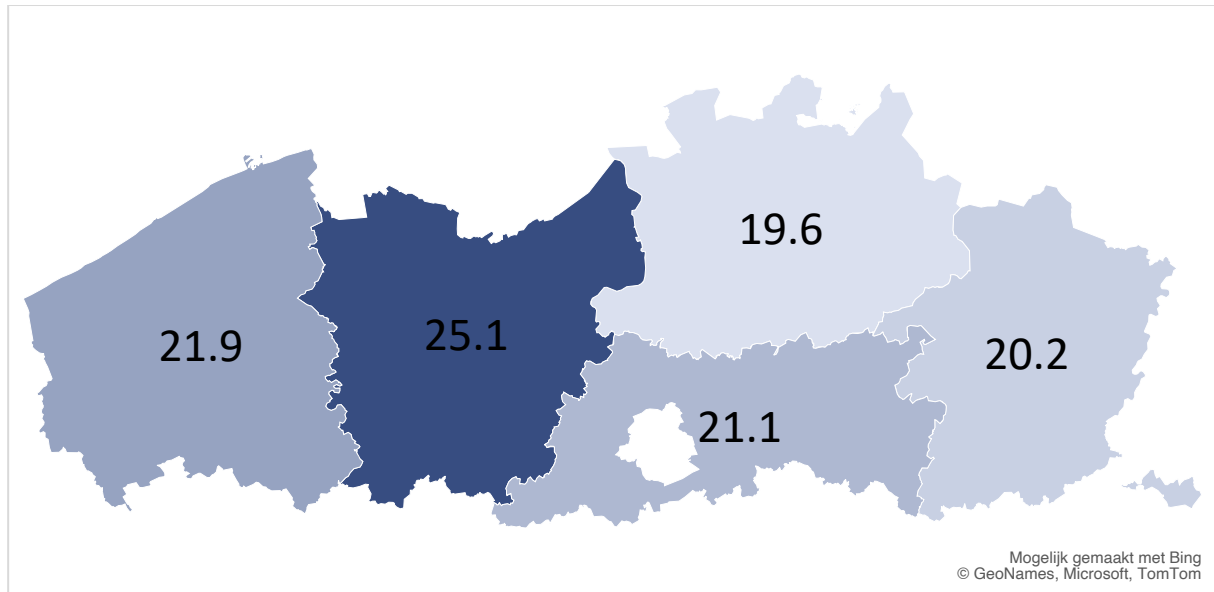 19.6
21.9
25.1
20.2
21.1
Mogelijk gemaakt met Bing
© GeoNames, Microsoft, TomTom